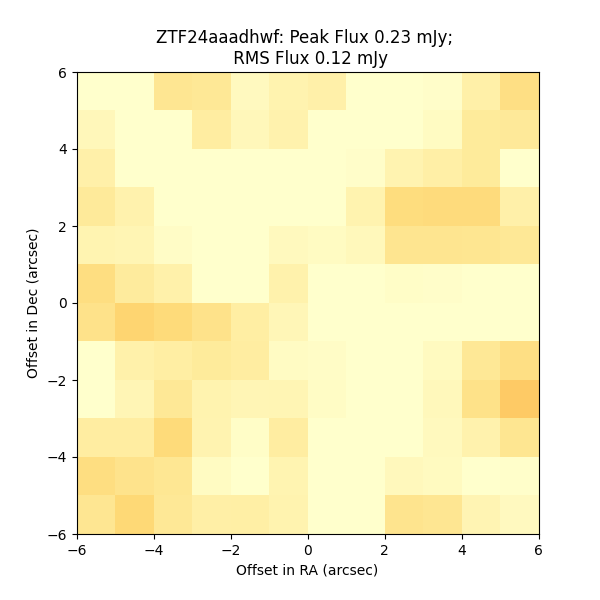 ZTF24aaadhwf: Peak Flux 0.23 mJy;
RMS Flux 0.12 mJy
6
4
2
0
−2
−4
−6
Offset in Dec (arcsec)
−6 −4 −2 0 2 4 6
Offset in RA (arcsec)